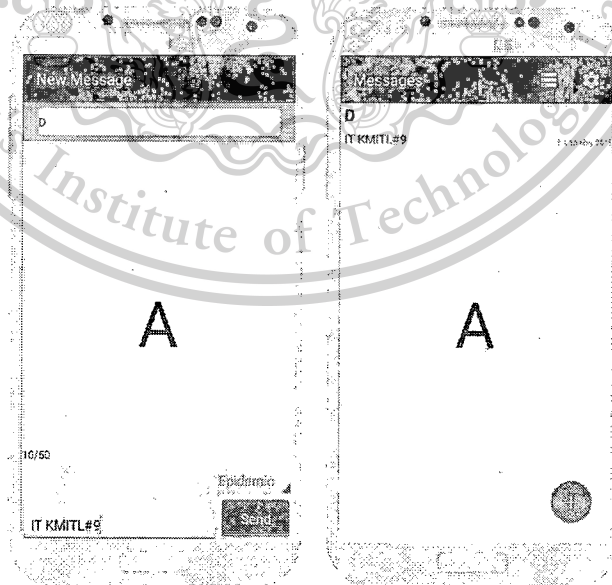 New Message
D
A
10/50
Epidemic
IT KMITL#9
Send
Messages
D
IT KMITL#9
A
Institute of Technology